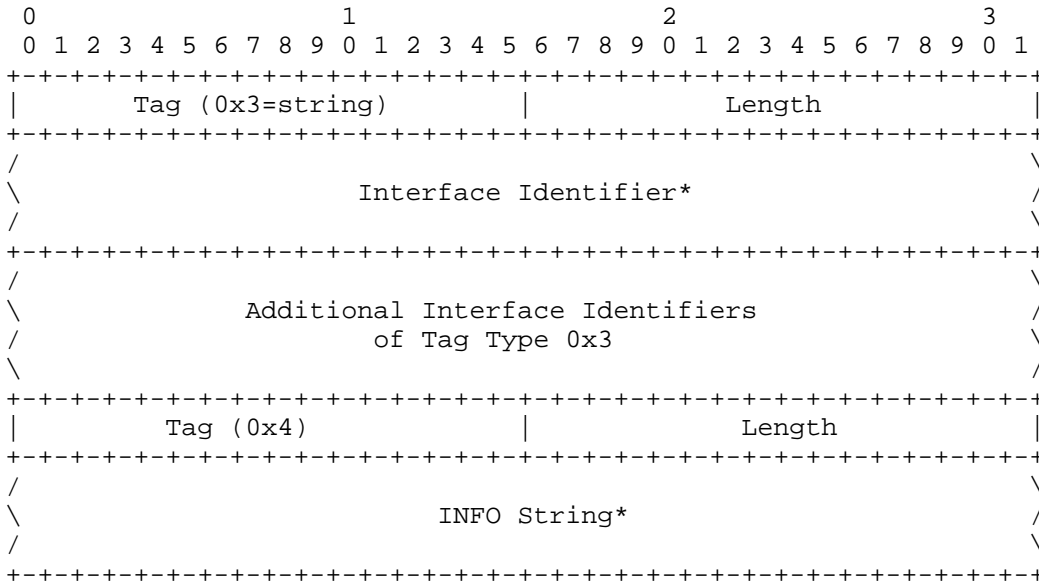 0                   1                   2                   3
 0 1 2 3 4 5 6 7 8 9 0 1 2 3 4 5 6 7 8 9 0 1 2 3 4 5 6 7 8 9 0 1
+-+-+-+-+-+-+-+-+-+-+-+-+-+-+-+-+-+-+-+-+-+-+-+-+-+-+-+-+-+-+-+-+
|       Tag (0x3=string)        |            Length             |
+-+-+-+-+-+-+-+-+-+-+-+-+-+-+-+-+-+-+-+-+-+-+-+-+-+-+-+-+-+-+-+-+
/                                                               \
\                     Interface Identifier*                     /
/                                                               \
+-+-+-+-+-+-+-+-+-+-+-+-+-+-+-+-+-+-+-+-+-+-+-+-+-+-+-+-+-+-+-+-+
/                                                               \
\              Additional Interface Identifiers                 /
/                      of Tag Type 0x3                          \
\                                                               /
+-+-+-+-+-+-+-+-+-+-+-+-+-+-+-+-+-+-+-+-+-+-+-+-+-+-+-+-+-+-+-+-+
|         Tag (0x4)             |             Length            |
+-+-+-+-+-+-+-+-+-+-+-+-+-+-+-+-+-+-+-+-+-+-+-+-+-+-+-+-+-+-+-+-+
/                                                               \
\                          INFO String*                         /
/                                                               \
+-+-+-+-+-+-+-+-+-+-+-+-+-+-+-+-+-+-+-+-+-+-+-+-+-+-+-+-+-+-+-+-+